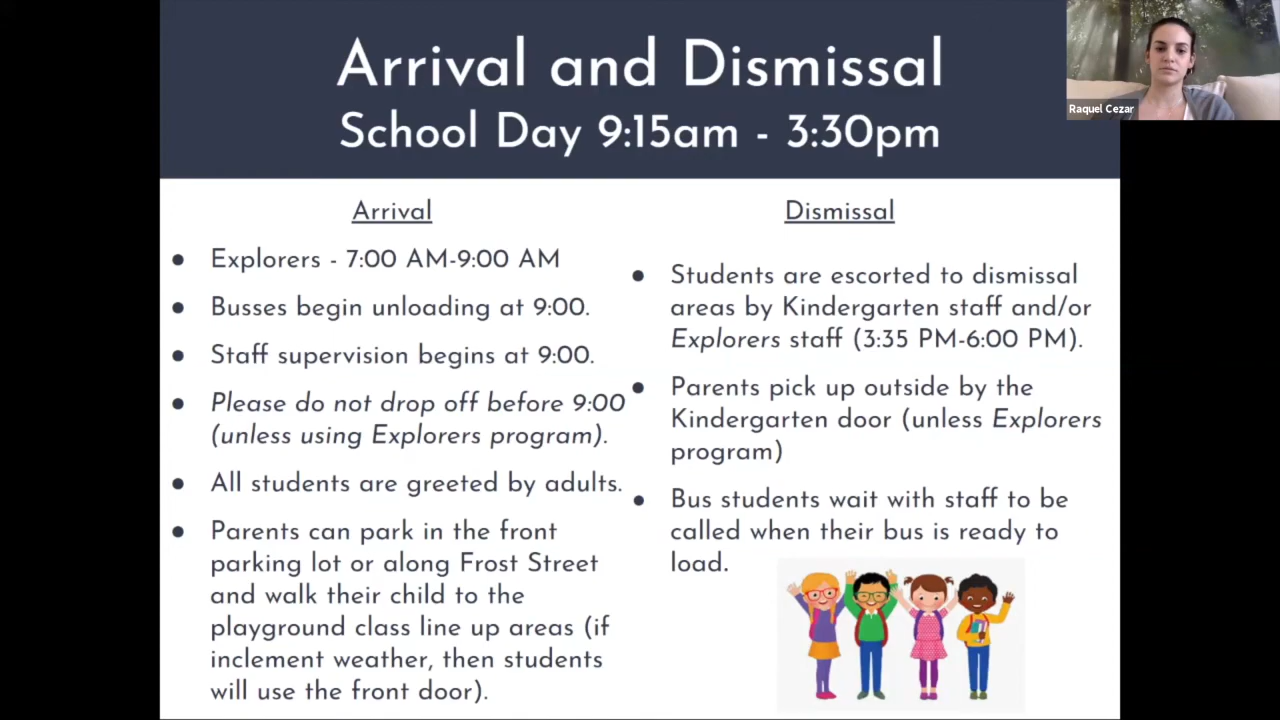 Arrival and Dismissal
School Day 9:15am - 3:30pm
Raquel Cezar
Arrival
● Explorers - 7:00 AM-9:00 AM
● Busses begin unloading at 9:00.
● Staff supervision begins at 9:00.
● Please do not drop off before 9:00
(unless using Explorers program).
● All students are greeted by adults.
● Parents can park in the front
parking lot or along Frost Street
and walk their child to the
playground class line up areas (if
inclement weather, then students
will use the front door).
Dismissal
● Students are escorted to dismissal
areas by Kindergarten staff and/or
Explorers staff (3:35 PM-6:00 PM).
● Parents pick up outside by the
Kindergarten door (unless Explorers
program)
● Bus students wait with staff to be
called when their bus is ready to
load.